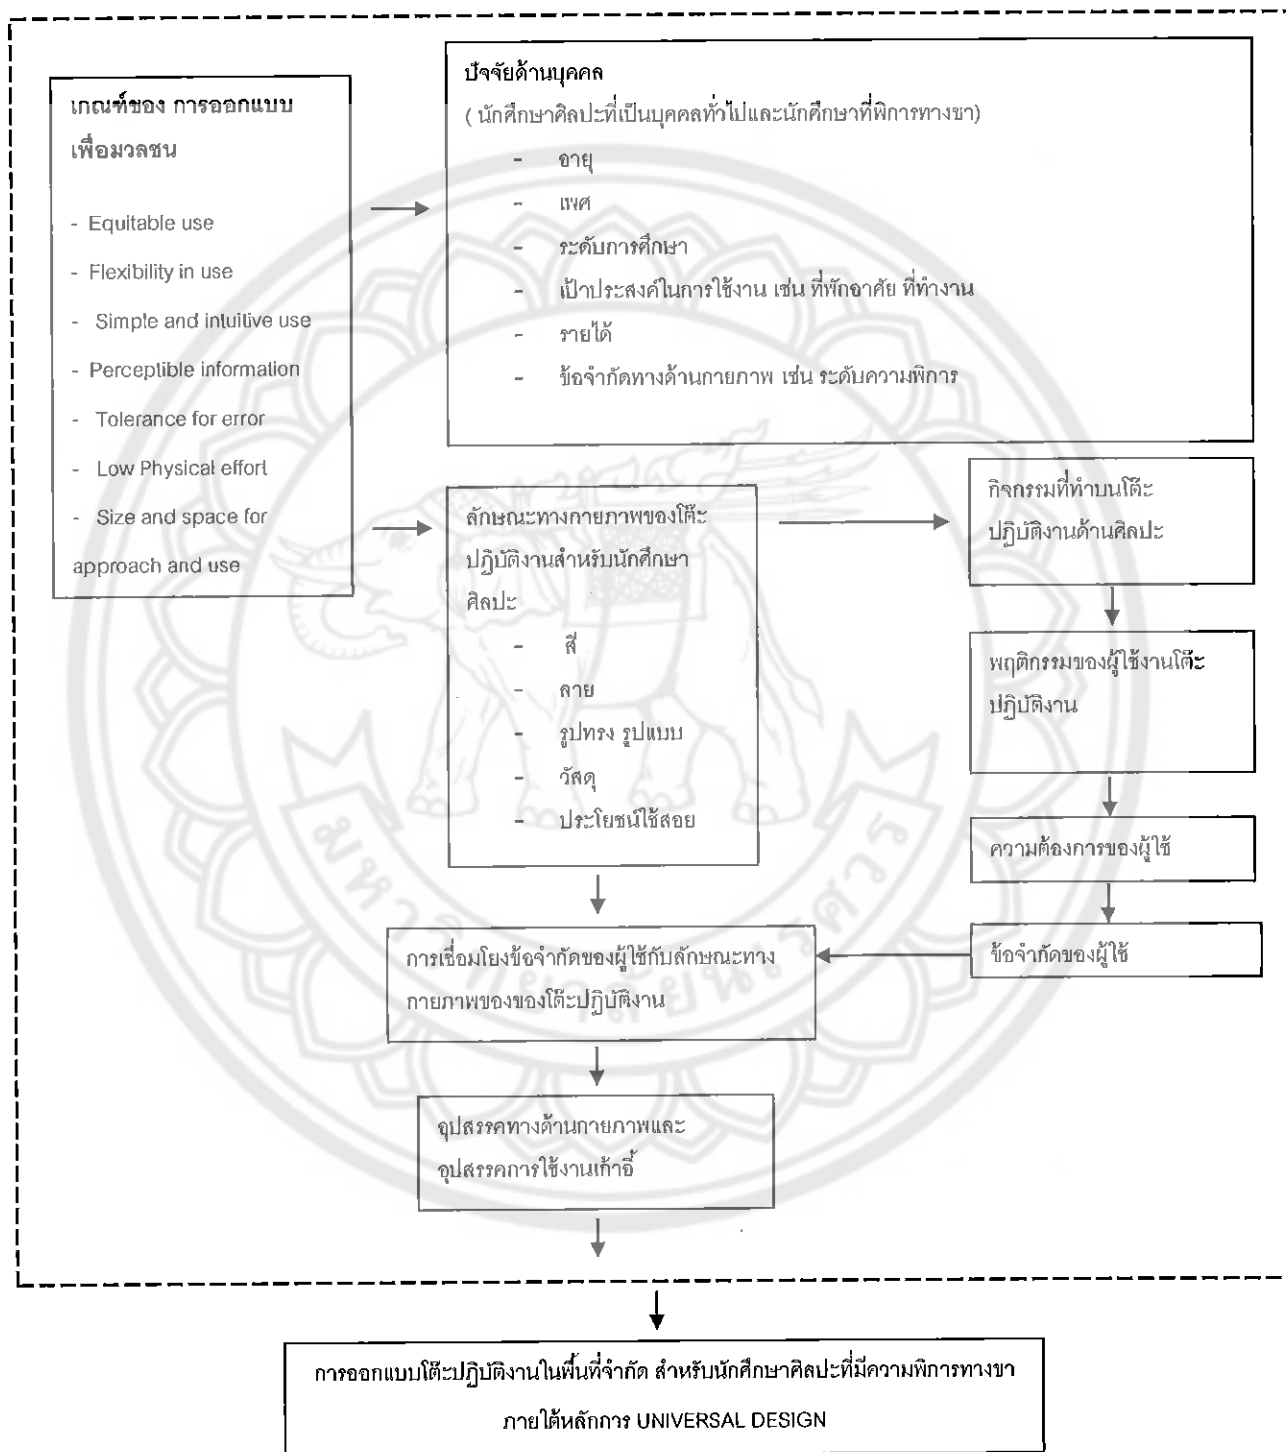 เกณฑ์ของ การออกแบบ
เพื่อมวลชน
- Equitable use
- Flexibility in use
- Simple and intuitive use
- Perceptible information
- Tolerance for error
- Low Physical effort
- Size and space for
approach and use
ปัจจัยด้านบุคคล
( นักศึกษาศิลปะที่เป็นบุคคลทั่วไปและนักศึกษาที่พิการทางขา)
- อายุ
- เพศ
- ระดับการศึกษา
- เป้าประสงค์ในการใช้งาน เช่น ที่พักอาศัย ที่ทำงาน
- รายได้
- ข้อจำกัดทางด้านกายภาพ เช่น ระดับความพิการ
ลักษณะทางกายภาพของโต๊ะ
ปฏิบัติงานสำหรับนักศึกษา
ศิลปะ
- สี
- ลาย
- รูปทรง รูปแบบ
- วัสดุ
- ประโยชน์ใช้สอย
กิจกรรมที่ทำบนโต๊ะ
ปฏิบัติงานด้านศิลปะ
พฤติกรรมของผู้ใช้งานโต๊ะ
ปฏิบัติงาน
ความต้องการของผู้ใช้
ข้อจำกัดของผู้ใช้
การเชื่อมโยงข้อจำกัดของผู้ใช้กับลักษณะทาง
กายภาพของของโต๊ะปฏิบัติงาน
อุปสรรคทางด้านกายภาพและ
อุปสรรคการใช้งานเก้าอี้
มหาวิทยาลัยนเรศวร
การออกแบบโต๊ะปฏิบัติงานในพื้นที่จำกัด สำหรับนักศึกษาศิลปะที่มีความพิการทางขา
ภายใต้หลักการ UNIVERSAL DESIGN